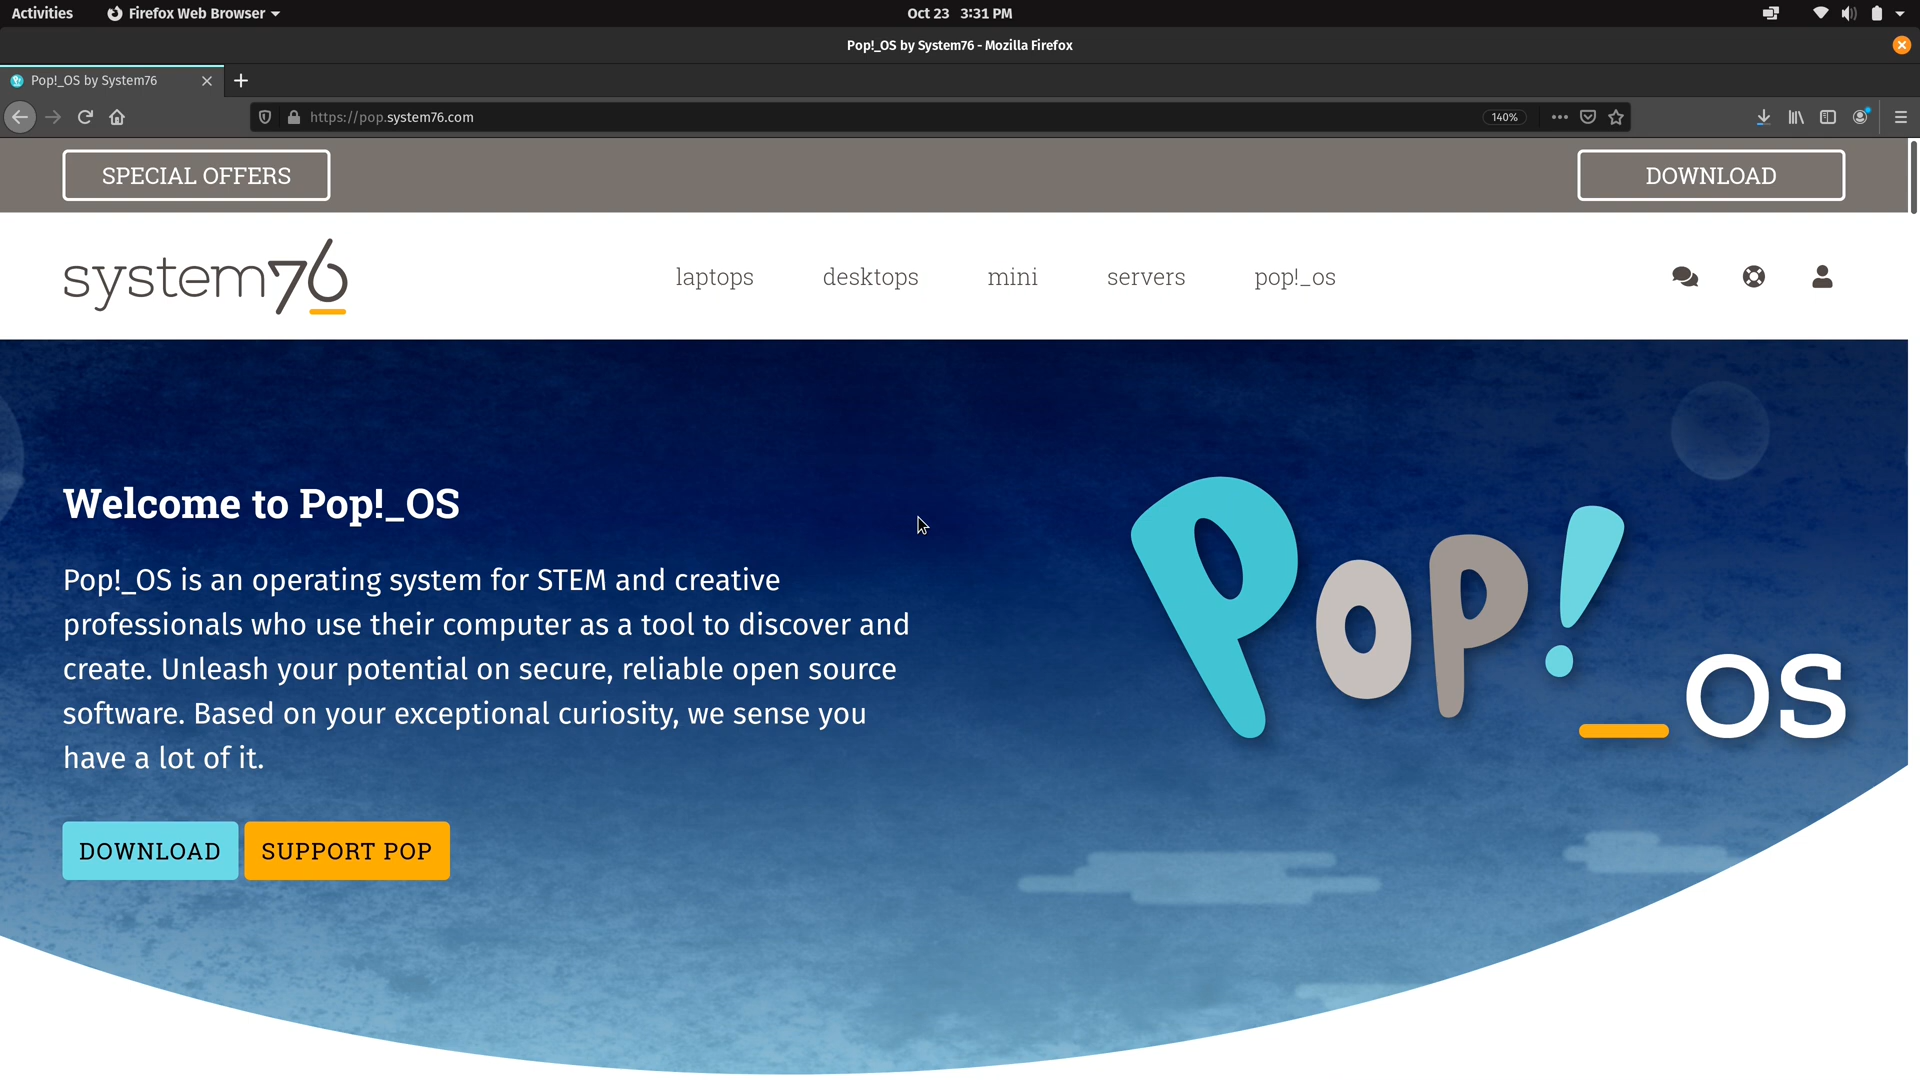 Activities
Firefox Web Browser
Oct 23 3:31 PM
Pop!_OS by System76 - Mozilla Firefox
Pop!_OS by System76
https://pop.system76.com
140%
SPECIAL OFFERS
DOWNLOAD
system76
laptops
desktops
mini
servers
pop!_os
Welcome to Pop!_OS
Pop!_OS is an operating system for STEM and creative
professionals who use their computer as a tool to discover and
create. Unleash your potential on secure, reliable open source
software. Based on your exceptional curiosity, we sense you
have a lot of it.
Pop!_OS
DOWNLOAD
SUPPORT POP